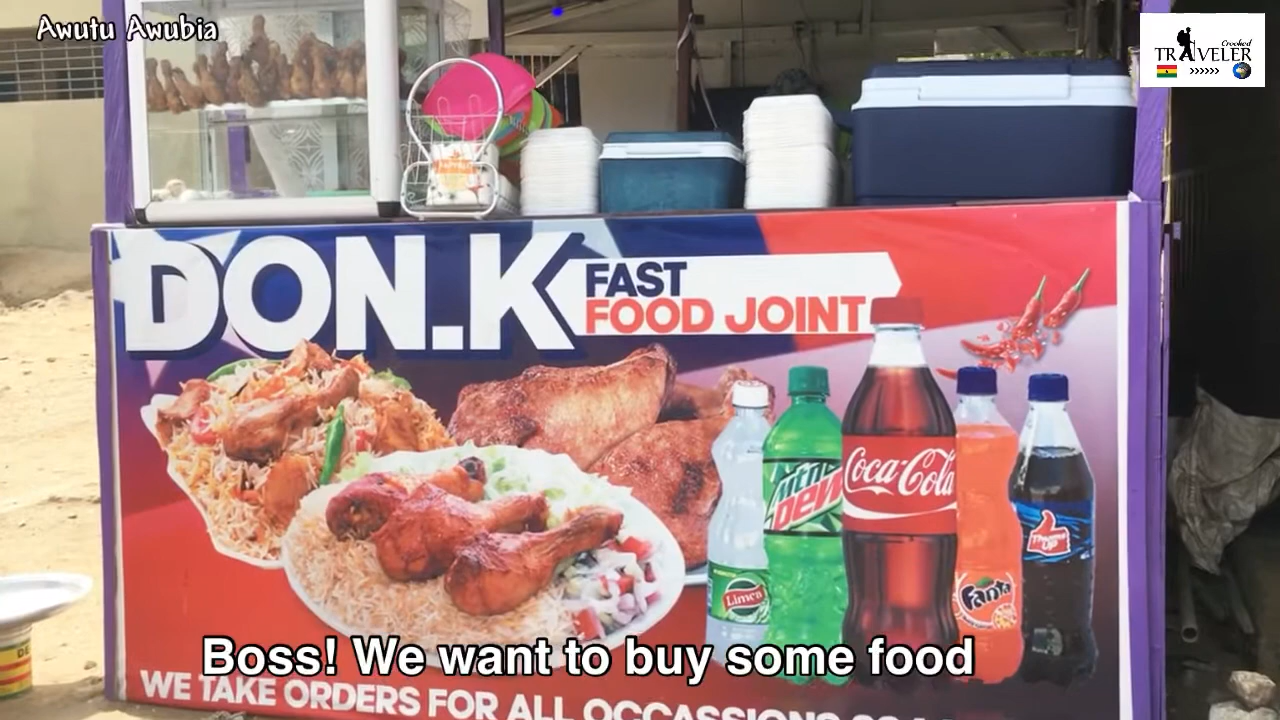 Awutu Awubia
Crooked
TRAVELER
>>>>>>
DON.K
FAST
FOOD JOINT
Mtn
Dew
Coca-Cola
Thums
Up
Limca
Fanta
Boss! We want to buy some food
WE TAKE ORDERS FOR ALL OCCASSIONS